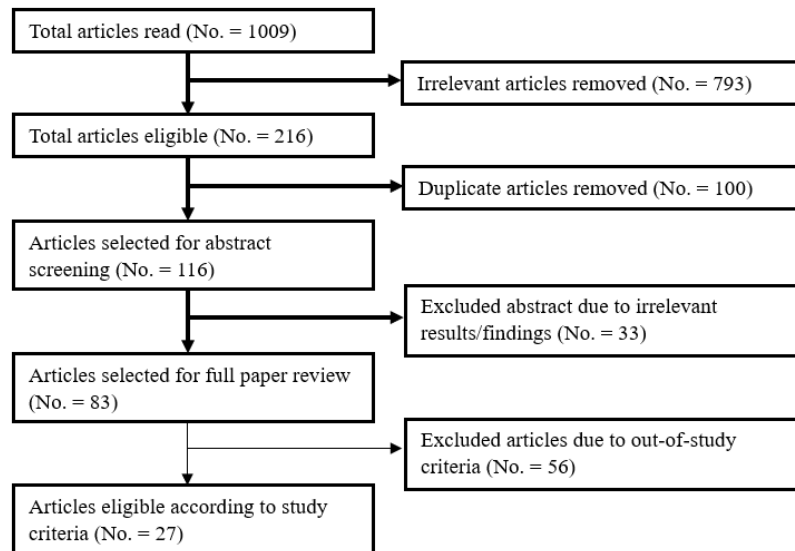 Total articles read (No. = 1009)
Irrelevant articles removed (No. = 793)
Total articles eligible (No. = 216)
Duplicate articles removed (No. = 100)
Articles selected for abstract
screening (No. = 116)
Excluded abstract due to irrelevant
results/findings (No. = 33)
Articles selected for full paper review
(No. = 83)
Excluded articles due to out-of-study
criteria (No. = 56)
Articles eligible according to study
criteria (No. = 27)